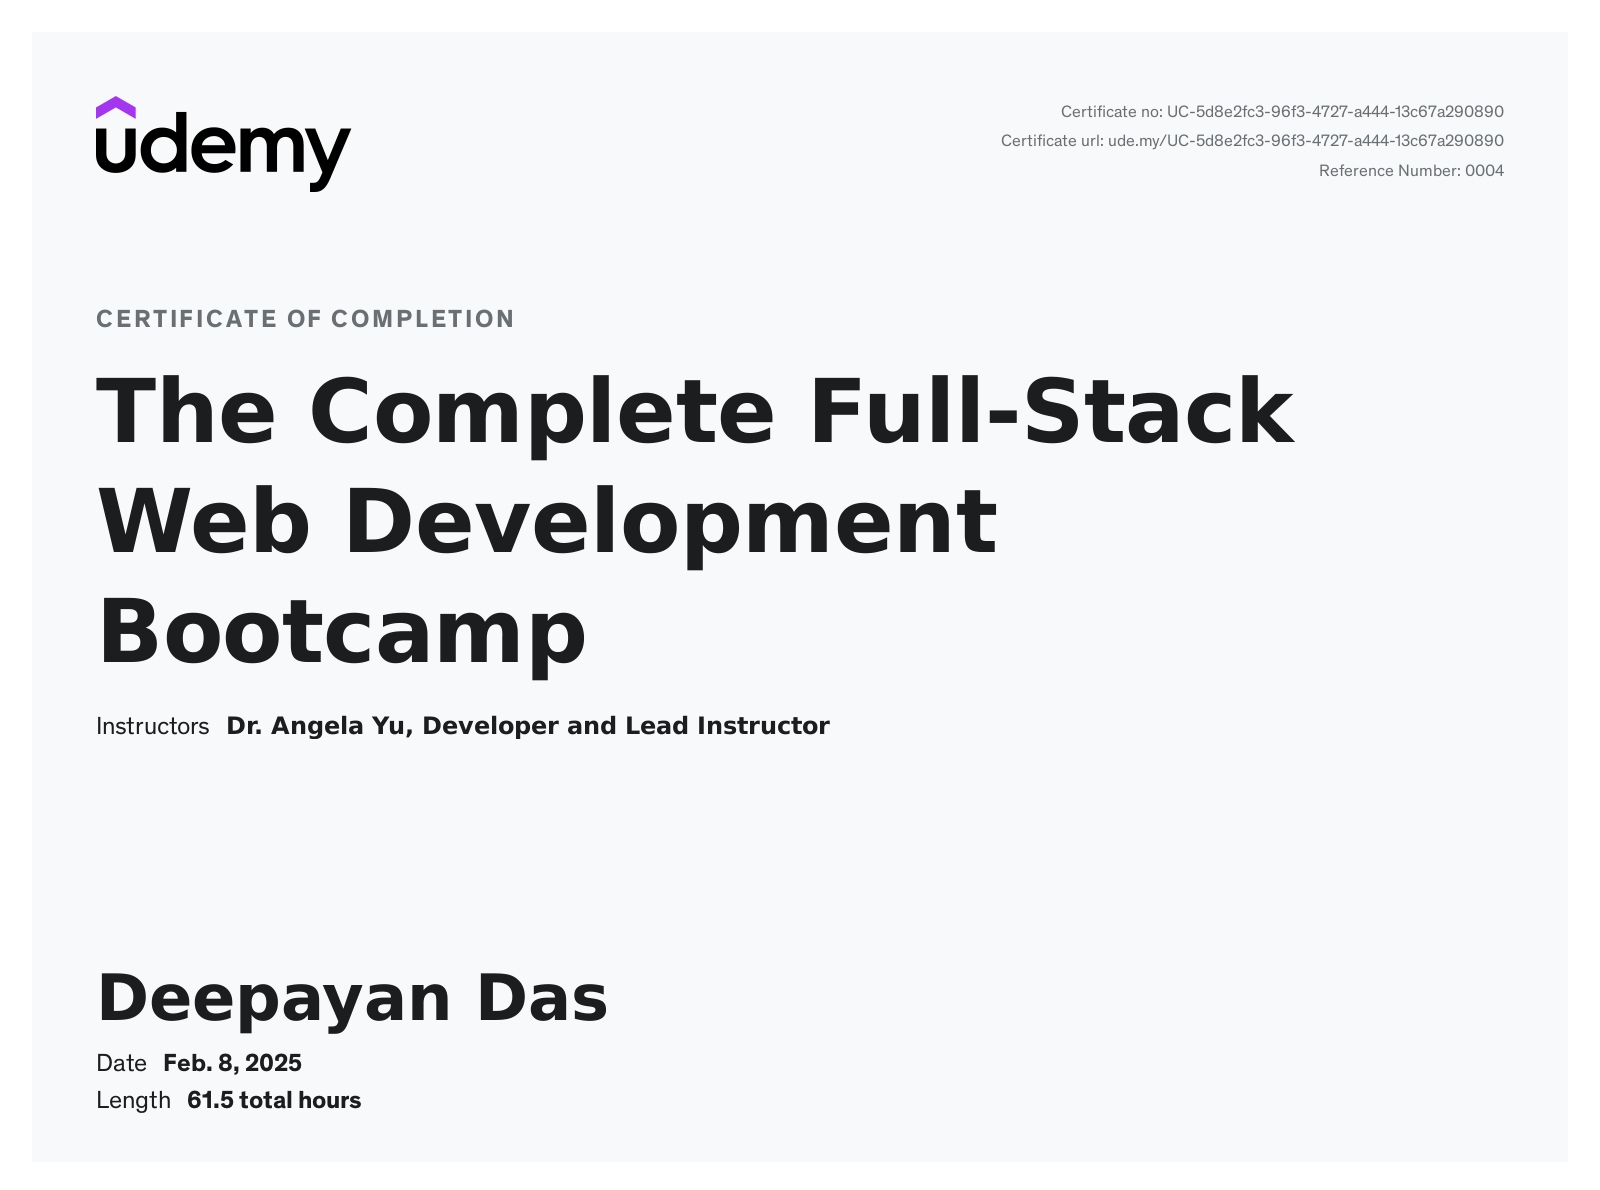 udemy
Certificate no: UC-5d8e2fc3-96f3-4727-a444-13c67a290890
Certificate url: ude.my/UC-5d8e2fc3-96f3-4727-a444-13c67a290890
Reference Number: 0004
CERTIFICATE OF COMPLETION
The Complete Full-Stack
Web Development
Bootcamp
Instructors Dr. Angela Yu, Developer and Lead Instructor
Deepayan Das
Date Feb. 8, 2025
Length 61.5 total hours